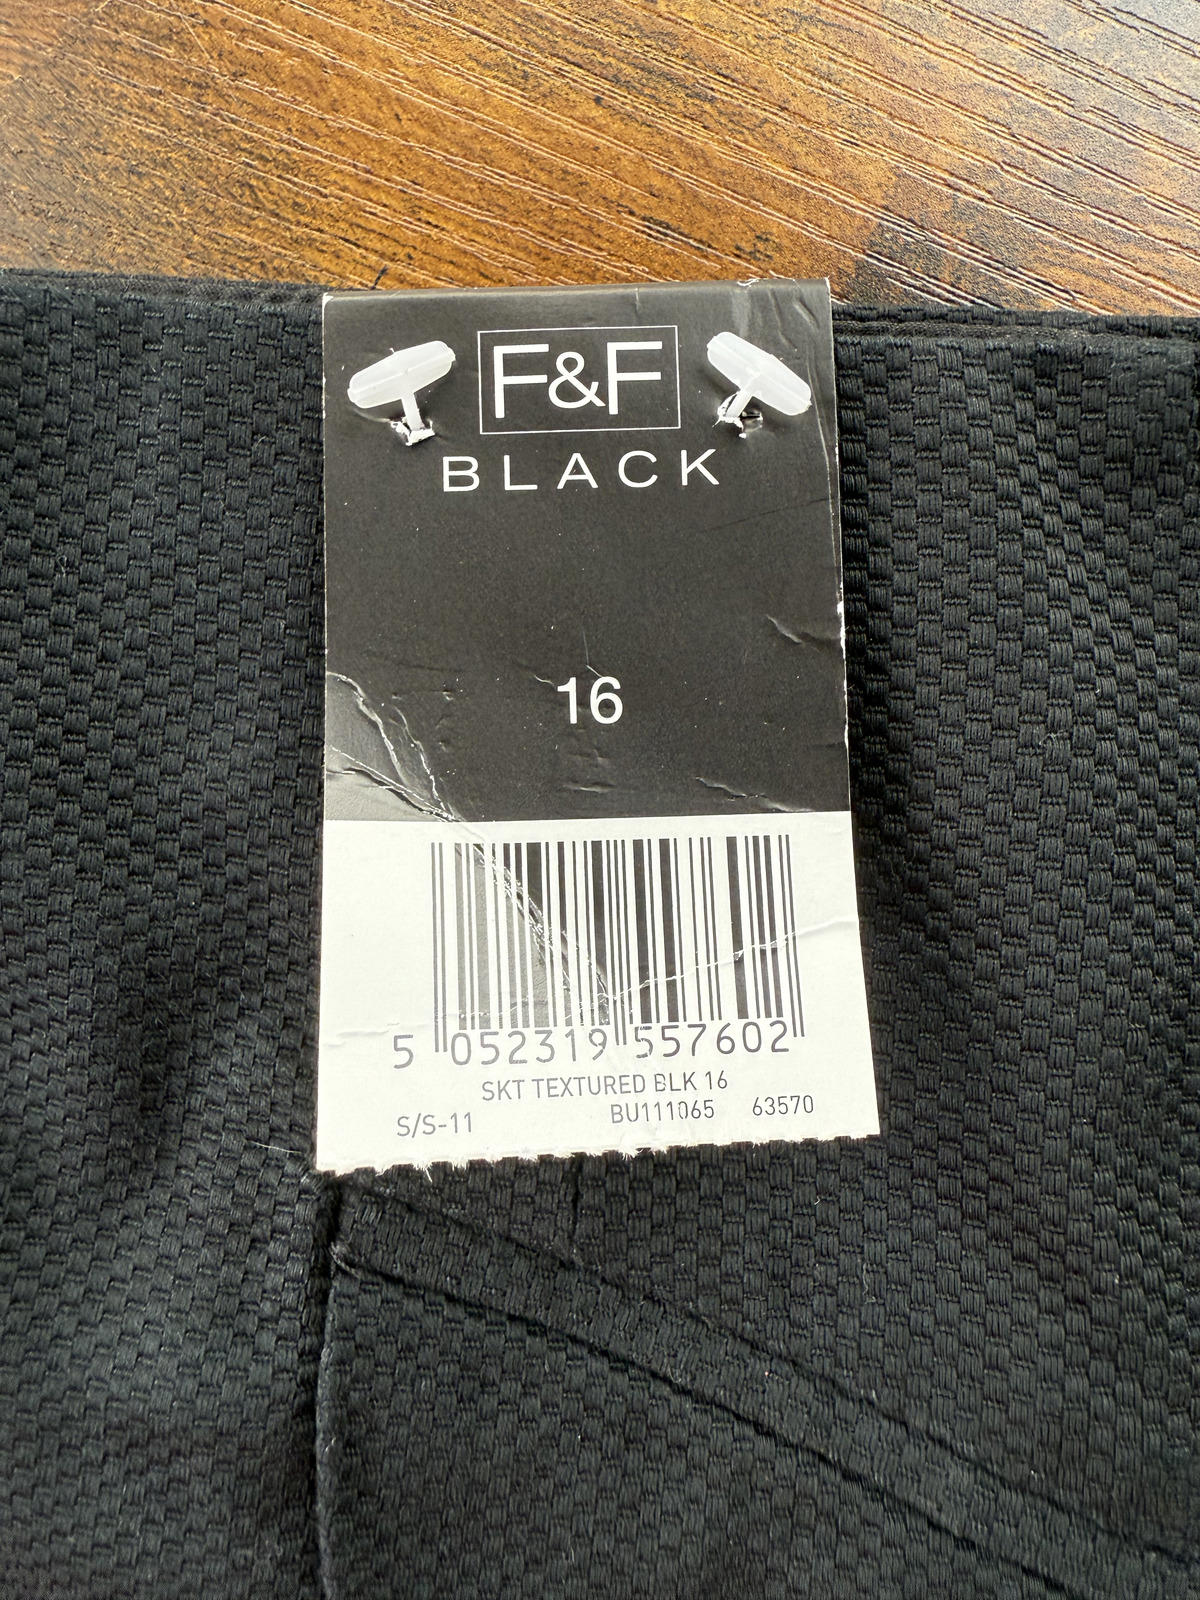 F&F
BLACK
16
5 052319 557602
SKT TEXTURED BLK 16
S/S-11 BU111065 63570